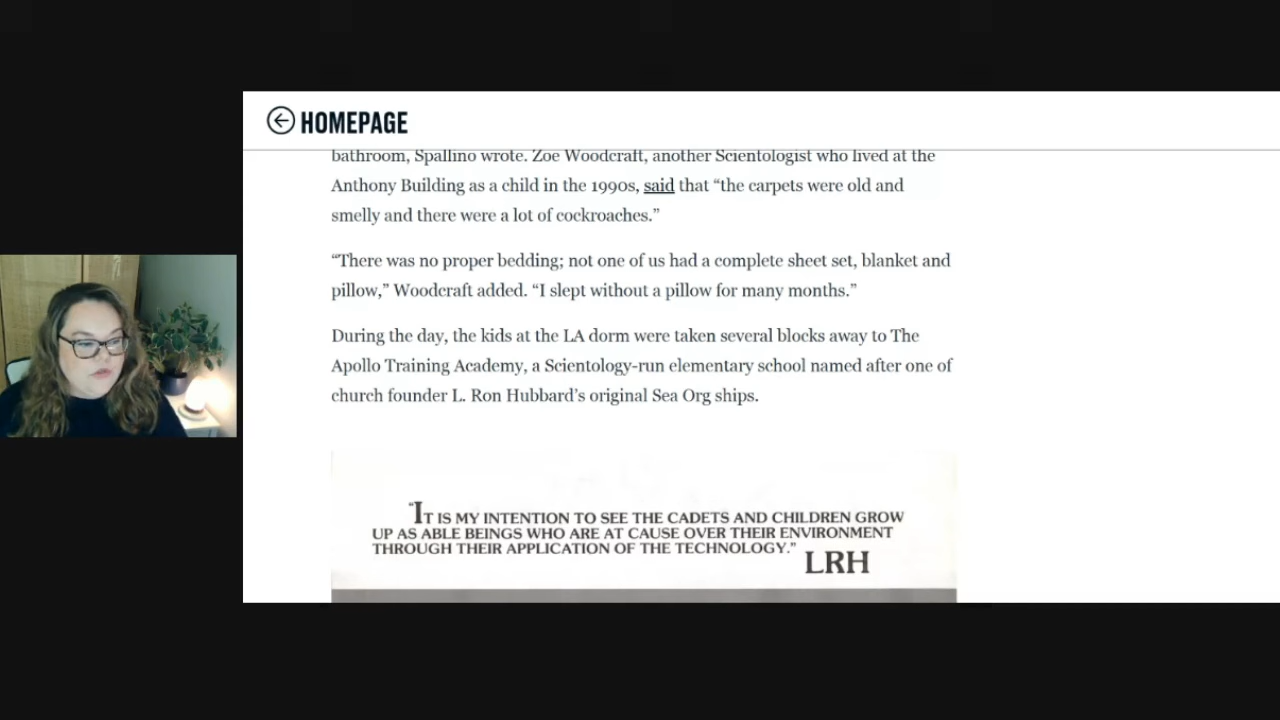 HOMEPAGE
bathroom, Spallino wrote. Zoe Woodcraft, another Scientologist who lived at the
Anthony Building as a child in the 1990s, said that “the carpets were old and
smelly and there were a lot of cockroaches.”
“There was no proper bedding; not one of us had a complete sheet set, blanket and
pillow,” Woodcraft added. “I slept without a pillow for many months.”
During the day, the kids at the LA dorm were taken several blocks away to The
Apollo Training Academy, a Scientology-run elementary school named after one of
church founder L. Ron Hubbard’s original Sea Org ships.
“IT IS MY INTENTION TO SEE THE CADETS AND CHILDREN GROW
UP AS ABLE BEINGS WHO ARE AT CAUSE OVER THEIR ENVIRONMENT
THROUGH THEIR APPLICATION OF THE TECHNOLOGY.”
LRH